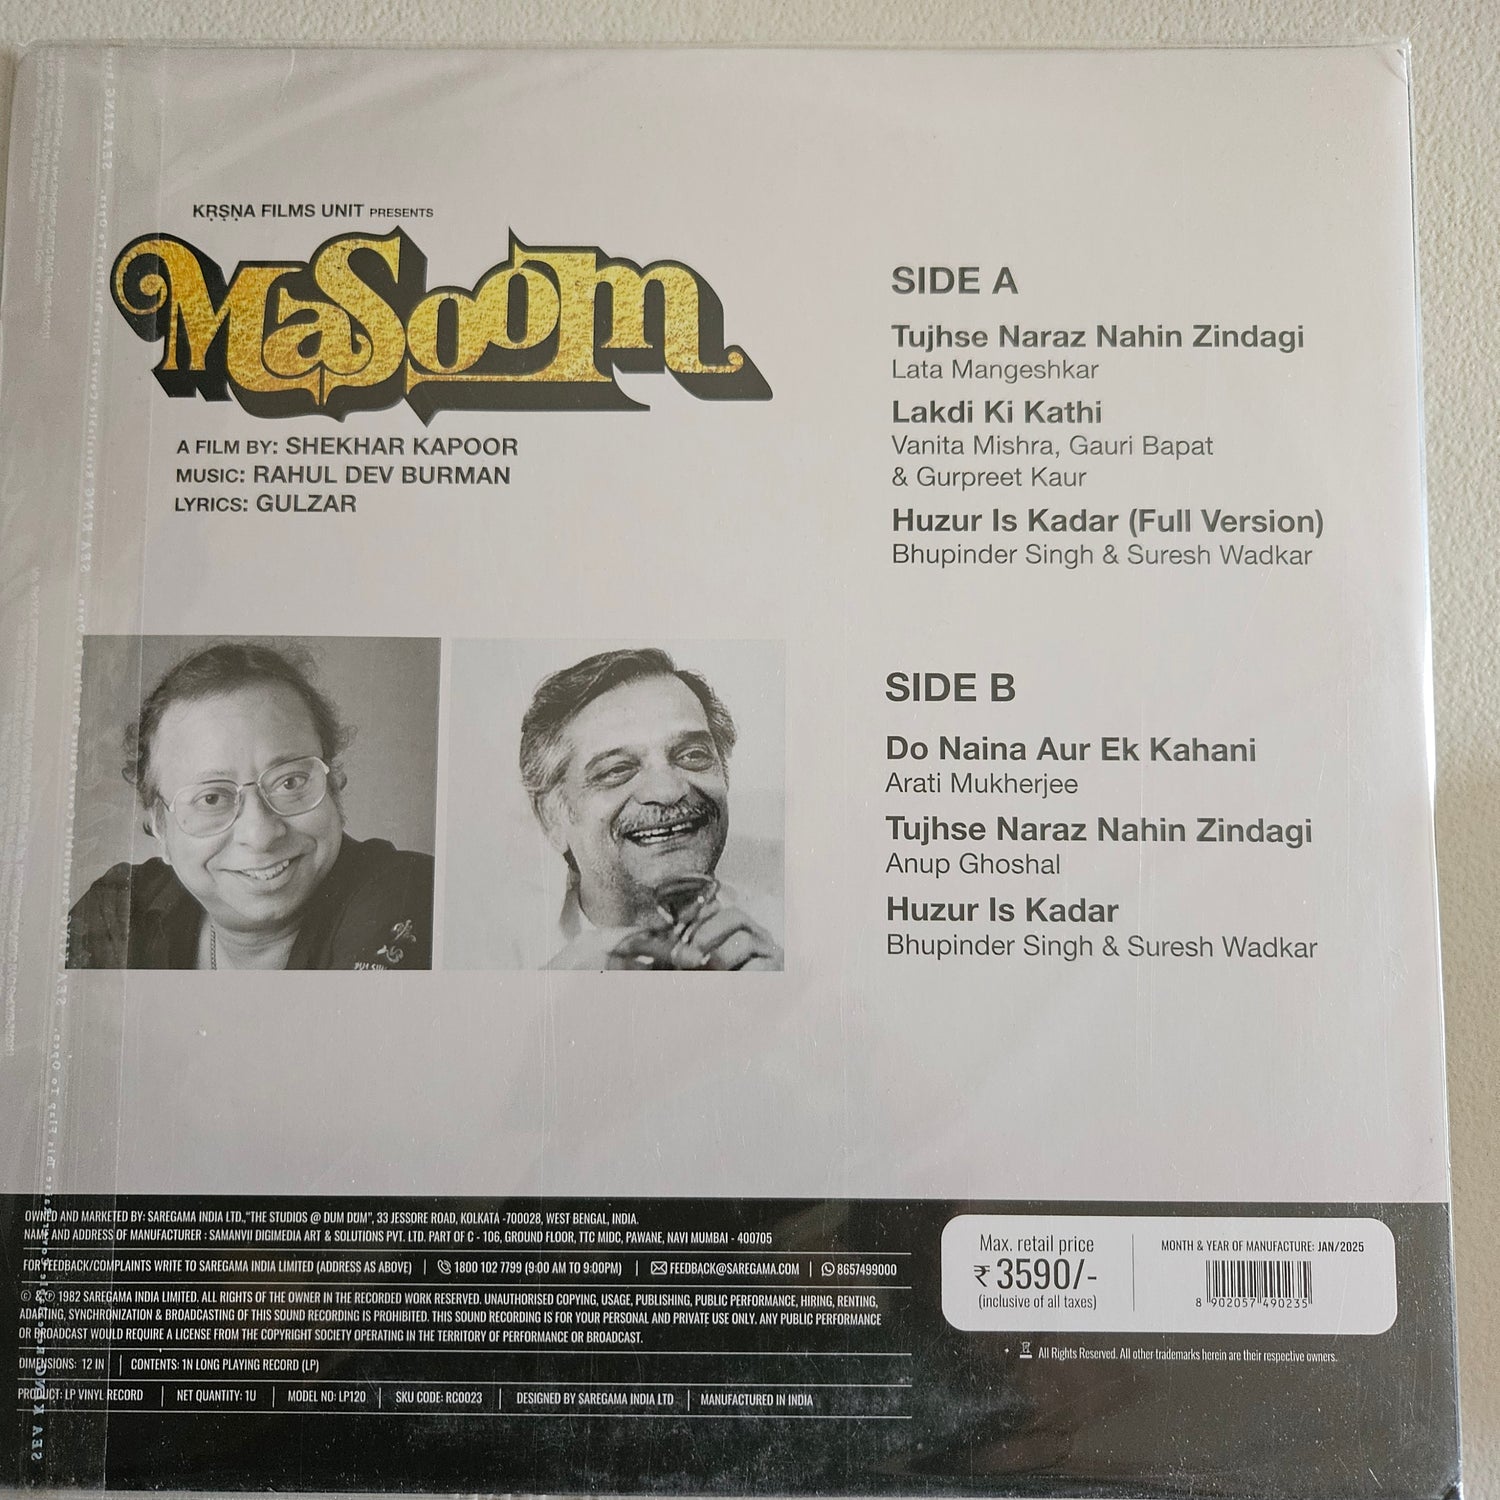 KṚṢṆA FILMS UNIT PRESENTS
MaSoom
A FILM BY: SHEKHAR KAPOOR
MUSIC: RAHUL DEV BURMAN
LYRICS: GULZAR
SIDE A
Tujhse Naraz Nahin Zindagi
Lata Mangeshkar
Lakdi Ki Kathi
Vanita Mishra, Gauri Bapat
& Gurpreet Kaur
Huzur Is Kadar (Full Version)
Bhupinder Singh & Suresh Wadkar
SIDE B
Do Naina Aur Ek Kahani
Arati Mukherjee
Tujhse Naraz Nahin Zindagi
Anup Ghoshal
Huzur Is Kadar
Bhupinder Singh & Suresh Wadkar
OWNED AND MARKETED BY: SAREGAMA INDIA LTD.,"THE STUDIOS @ DUM DUM", 33 JESSORE ROAD, KOLKATA -700028, WEST BENGAL, INDIA.
NAME AND ADDRESS OF MANUFACTURER : SAMANVII DIGIMEDIA ART & SOLUTIONS PVT. LTD. PART OF C - 106, GROUND FLOOR, TTC MIDC, PAWANE, NAVI MUMBAI - 400705
FOR FEEDBACK/COMPLAINTS WRITE TO SAREGAMA INDIA LIMITED (ADDRESS AS ABOVE) | 1800 102 7799 (9:00 AM TO 9:00PM) | FEEDBACK@SAREGAMA.COM | 8657499000
© & ℗ 1982 SAREGAMA INDIA LIMITED. ALL RIGHTS OF THE OWNER IN THE RECORDED WORK RESERVED. UNAUTHORISED COPYING, USAGE, PUBLISHING, PUBLIC PERFORMANCE, HIRING, RENTING,
ADAPTING, SYNCHRONIZATION & BROADCASTING OF THIS SOUND RECORDING IS PROHIBITED. THIS SOUND RECORDING IS FOR YOUR PERSONAL AND PRIVATE USE ONLY. ANY PUBLIC PERFORMANCE
OR BROADCAST WOULD REQUIRE A LICENSE FROM THE COPYRIGHT SOCIETY OPERATING IN THE TERRITORY OF PERFORMANCE OR BROADCAST.
DIMENSIONS: 12 IN | CONTENTS: 1N LONG PLAYING RECORD (LP)
PRODUCT: LP VINYL RECORD | NET QUANTITY: 1U | MODEL NO: LP120 | SKU CODE: RCO023 | DESIGNED BY SAREGAMA INDIA LTD | MANUFACTURED IN INDIA
Max. retail price
₹ 3590/-
(inclusive of all taxes)
MONTH & YEAR OF MANUFACTURE: JAN/2025
8 902057 490235
All Rights Reserved. All other trademarks herein are their respective owners.